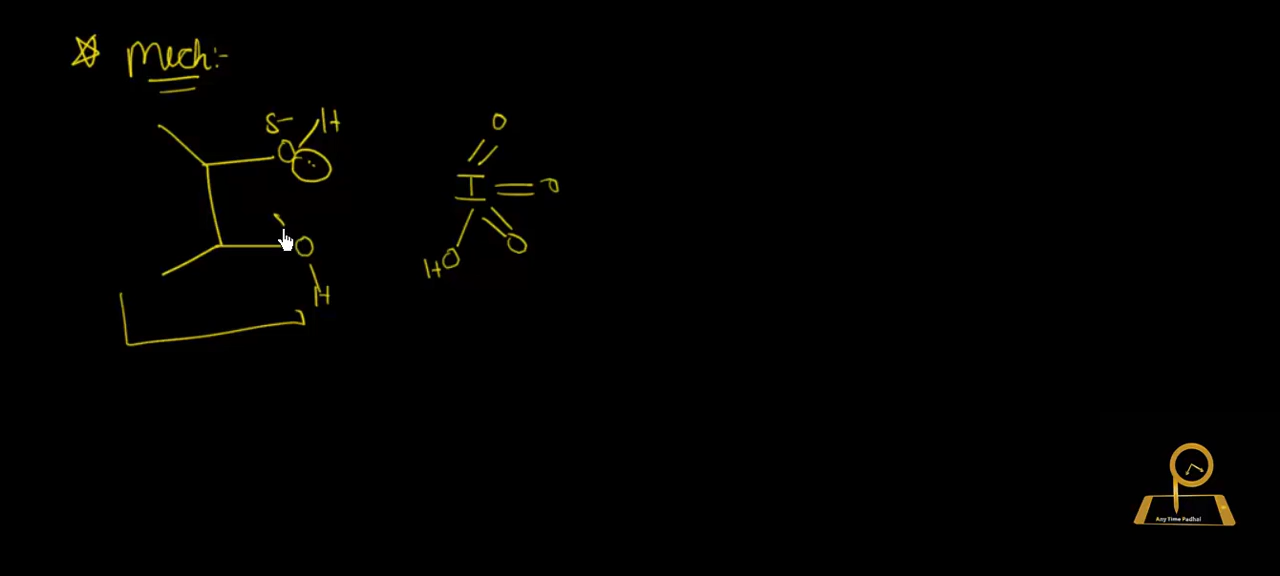 Mech:-
δ- H
O
O
H
O
I O
HO O
Any Time Padhai